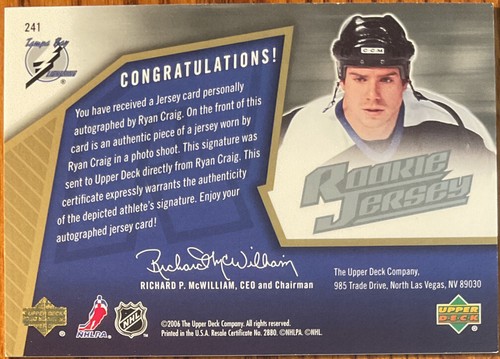 241
Tampa Bay
Lightning
®
CCM
CONGRATULATIONS!
You have received a Jersey card personally
autographed by Ryan Craig. On the front of this
card is an authentic piece of a jersey worn by
Ryan Craig in a photo shoot. This signature was
sent to Upper Deck directly from Ryan Craig. This
certificate expressly warrants the authenticity
of the depicted athlete's signature. Enjoy your
autographed jersey card!
ROOKIE
JERSEY
Richard McWilliam
RICHARD P. McWILLIAM, CEO and Chairman
The Upper Deck Company,
985 Trade Drive, North Las Vegas, NV 89030
UPPER DECK
NHLPA
NHL
UPPER
DECK
©2006 The Upper Deck Company. All rights reserved.
Printed in the U.S.A. Resale Certificate No. 2880. ©NHLPA. ©NHL.